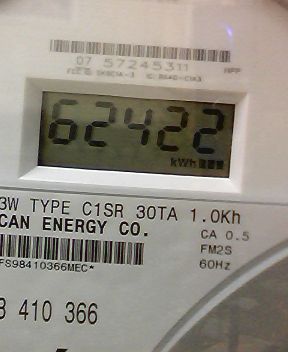 07 57245311
62422
kWh
3W TYPE C1SR 30TA 1.0Kh
CAN ENERGY CO.
CA 0.5
FM2S
FS98410366MEC*
60Hz
3 410 366